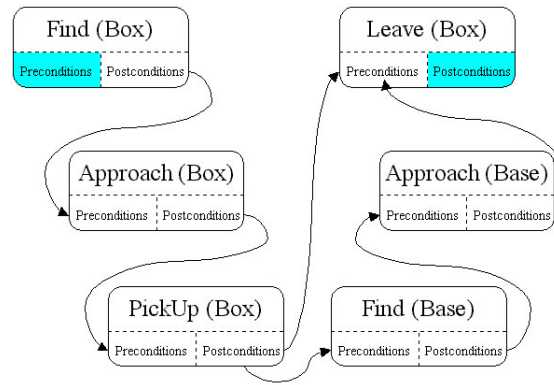 Find (Box)
Preconditions Postconditions
Leave (Box)
Preconditions Postconditions
Approach (Box)
Preconditions Postconditions
Approach (Base)
Preconditions Postconditions
PickUp (Box)
Preconditions Postconditions
Find (Base)
Preconditions Postconditions